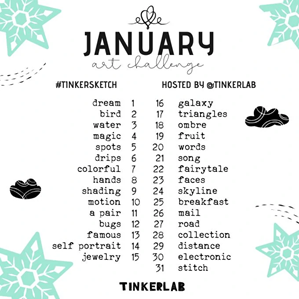 JANUARY
art challenge
#TINKERSKETCH HOSTED BY @TINKERLAB
dream 1 16 galaxy
bird 2 17 triangles
water 3 18 ombre
magic 4 19 fruit
spots 5 20 words
drips 6 21 song
colorful 7 22 fairytale
hands 8 23 faces
shading 9 24 skyline
motion 10 25 breakfast
a pair 11 26 mail
bugs 12 27 road
famous 13 28 collection
self portrait 14 29 distance
jewelry 15 30 electronic
31 stitch
TINKERLAB